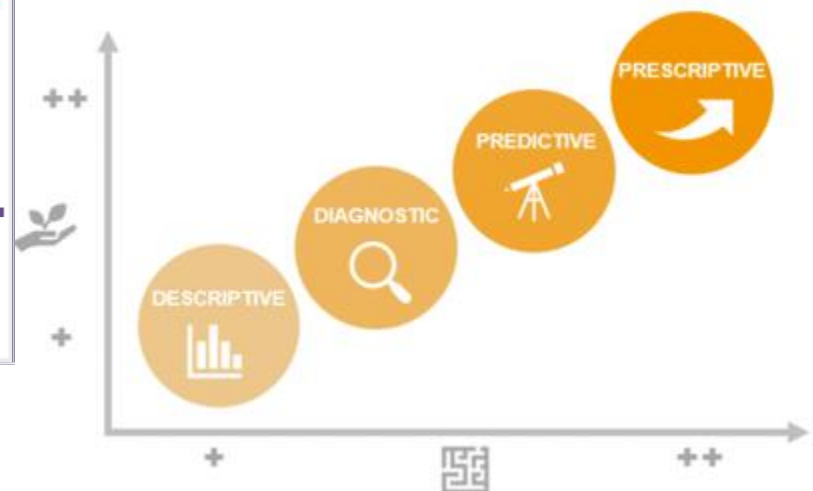 PRESCRIPTIVE
++
PREDICTIVE
DIAGNOSTIC
DESCRIPTIVE
+
+
++